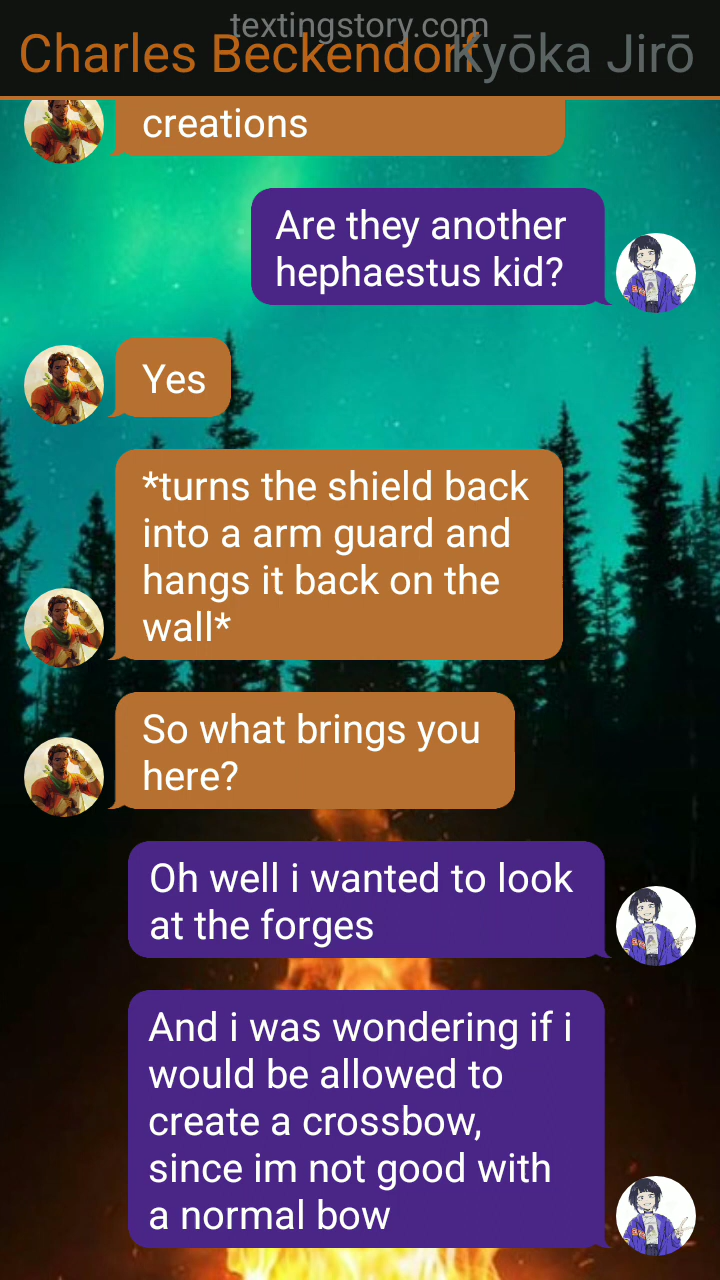 textingstory.com
Charles Beckendorf
Kyōka Jirō
creations
Are they another
hephaestus kid?
Yes
*turns the shield back
into a arm guard and
hangs it back on the
wall*
So what brings you
here?
Oh well i wanted to look
at the forges
And i was wondering if i
would be allowed to
create a crossbow,
since im not good with
a normal bow